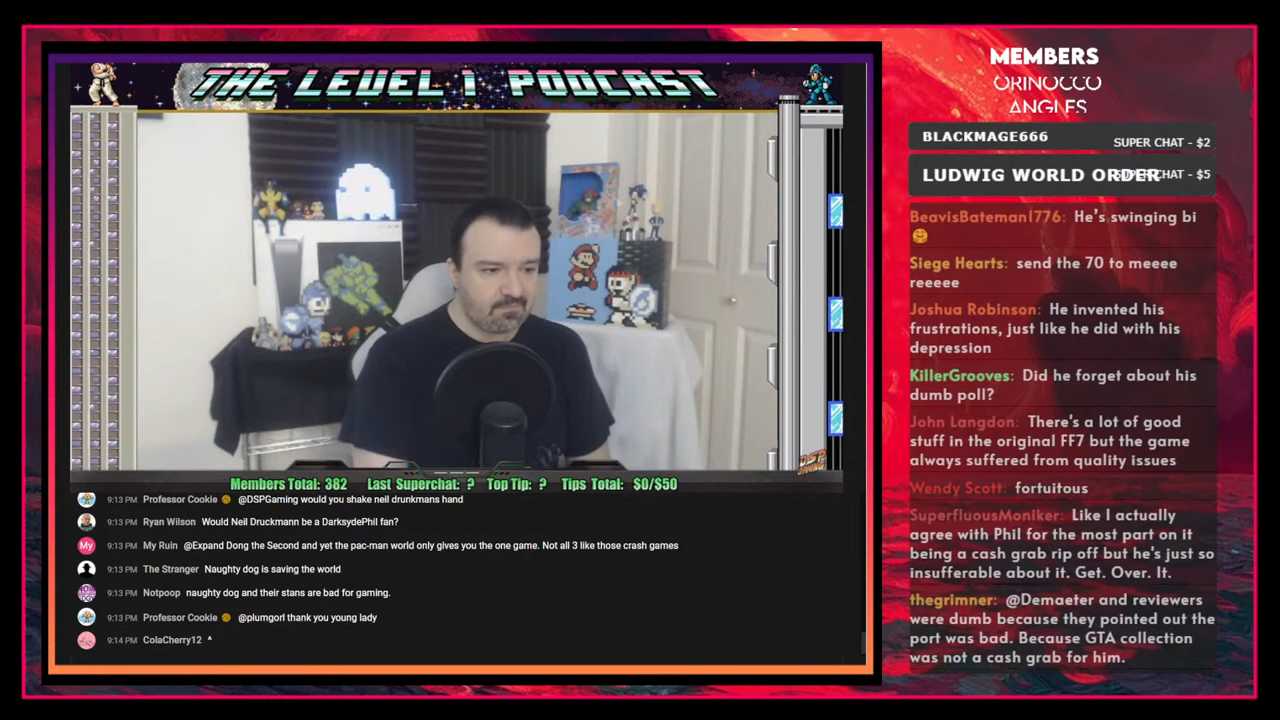 THE LEVEL 1 PODCAST
DSP
GAMING
Members Total: 382 Last Superchat: ? Top Tip: ? Tips Total: $0/$50
9:13 PM Professor Cookie @DSPGaming would you shake neil drunkmans hand
9:13 PM Ryan Wilson Would Neil Druckmann be a DarksydePhil fan?
My 9:13 PM My Ruin @Expand Dong the Second and yet the pac-man world only gives you the one game. Not all 3 like those crash games
9:13 PM The Stranger Naughty dog is saving the world
9:13 PM Notpoop naughty dog and their stans are bad for gaming.
9:13 PM Professor Cookie @plumgorl thank you young lady
9:14 PM ColaCherry12 ^
MEMBERS
ORINOCCO
ANGLES
BLACKMAGE666 SUPER CHAT - $2
LUDWIG WORLD ORDER SUPER CHAT - $5
BeavisBateman1776: He's swinging bi
🤗
Siege Hearts: send the 70 to meeee
reeeee
Joshua Robinson: He invented his
frustrations, just like he did with his
depression
KillerGrooves: Did he forget about his
dumb poll?
John Langdon: There's a lot of good
stuff in the original FF7 but the game
always suffered from quality issues
Wendy Scott: fortuitous
SuperfluousMoniker: Like I actually
agree with Phil for the most part on it
being a cash grab rip off but he's just so
insufferable about it. Get. Over. It.
thegrimner: @Demaeter and reviewers
were dumb because they pointed out the
port was bad. Because GTA collection
was not a cash grab for him.